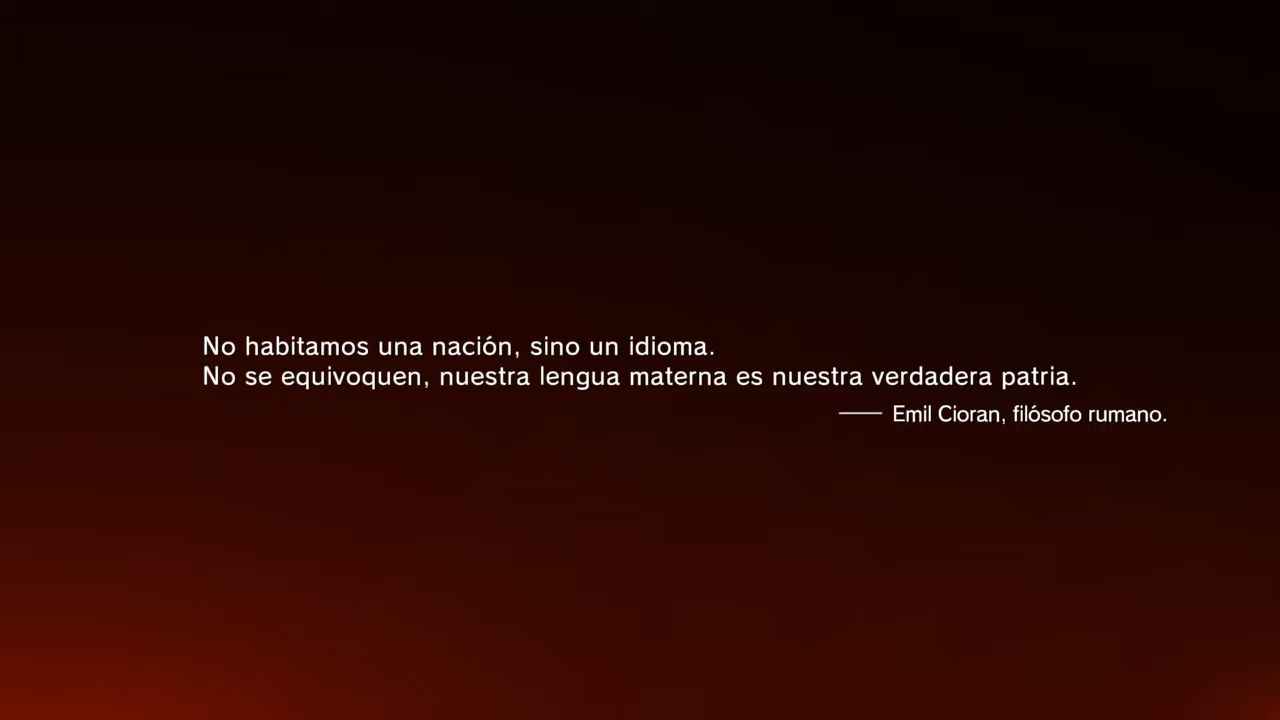 No habitamos una nación, sino un idioma.
No se equivoquen, nuestra lengua materna es nuestra verdadera patria.
—— Emil Cioran, filósofo rumano.